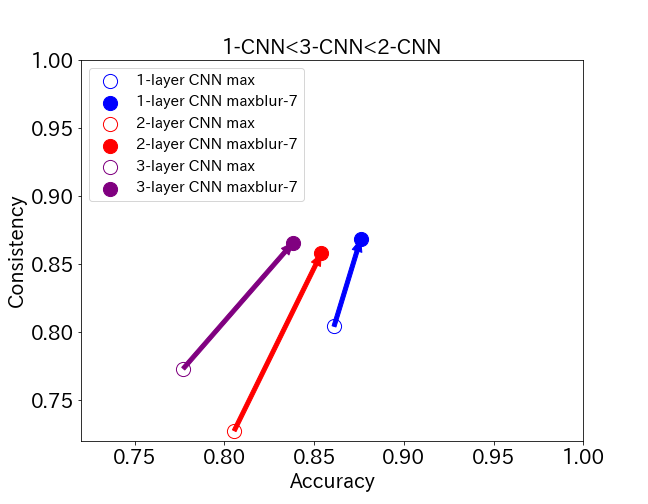 1-CNN<3-CNN<2-CNN
1.00
0.95
0.90
0.85
0.80
0.75
Consistency
1-layer CNN max
1-layer CNN maxblur-7
2-layer CNN max
2-layer CNN maxblur-7
3-layer CNN max
3-layer CNN maxblur-7
0.75 0.80 0.85 0.90 0.95 1.00
Accuracy